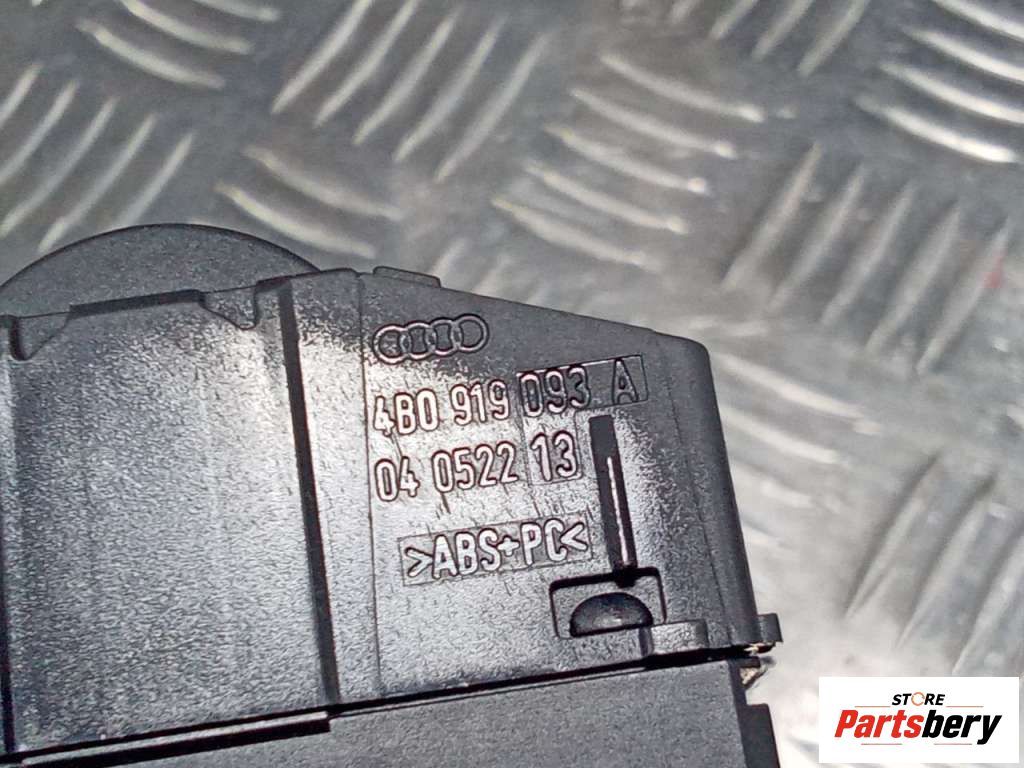 4B0 919 093 A
04 0522 13
>ABS+PC<
STORE
Partsbery